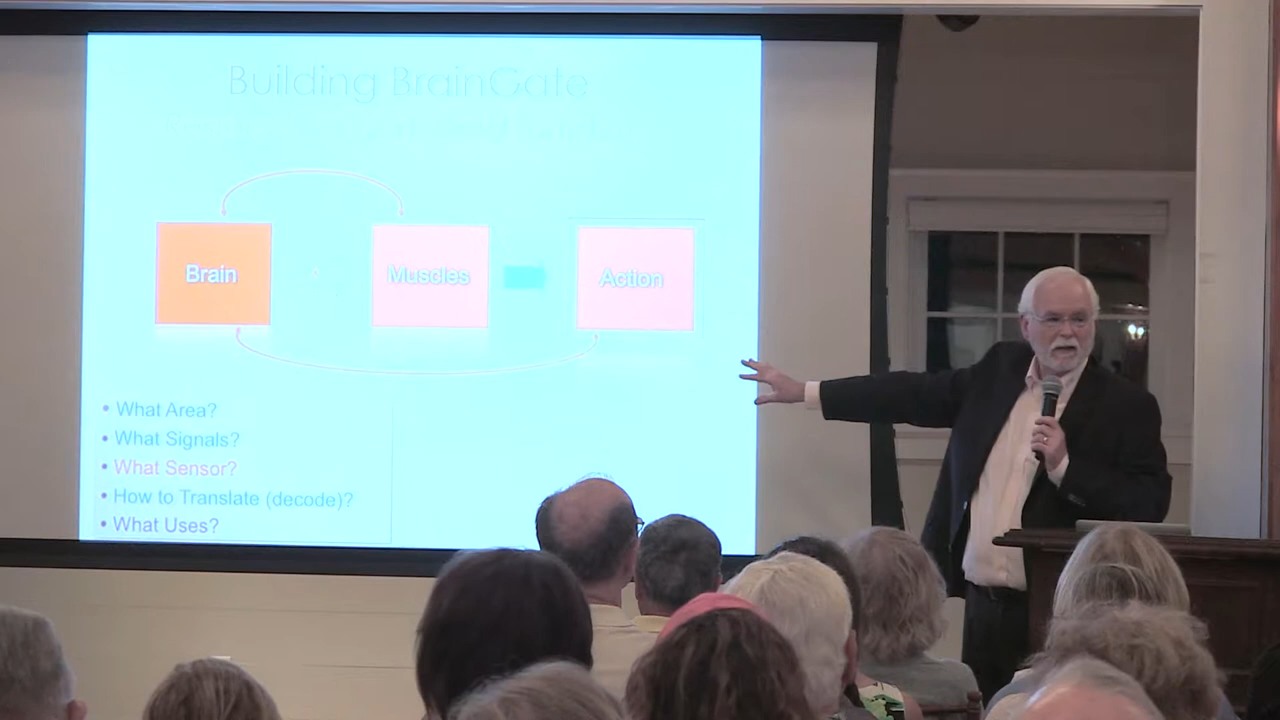 Building BrainGate
Brain
Muscles
Action
• What Area?
• What Signals?
• What Sensor?
• How to Translate (decode)?
• What Uses?